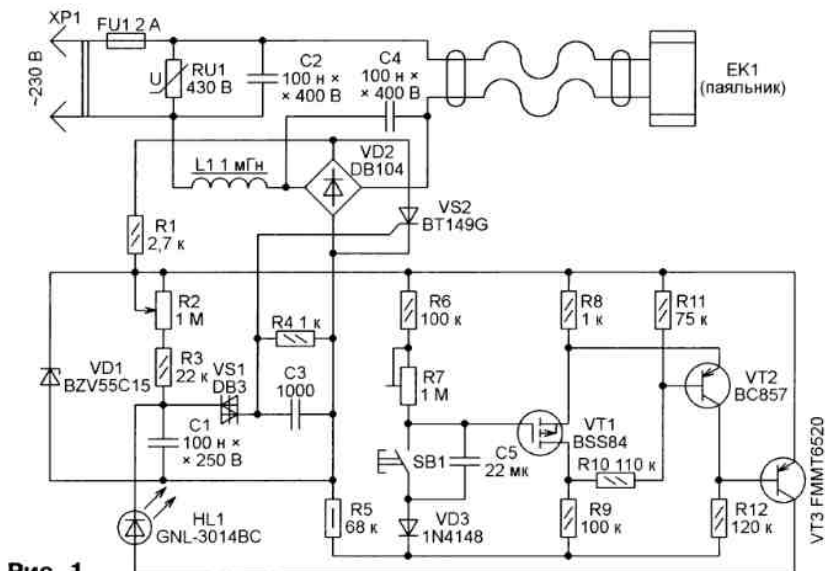 XP1
FU1 2 А
~230 В
U
RU1
430 В
C2
100 н ×
× 400 В
C4
100 н ×
× 400 В
EK1
(паяльник)
L1 1 мГн
VD2
DB104
VS2
BT149G
R1
2,7 к
R2
1 М
R3
22 к
VD1
BZV55C15
VS1
DB3
R4 1 к
C3
1000
C1
100 н ×
× 250 В
HL1
GNL-3014BC
R5
68 к
R6
100 к
R7
1 М
SB1
C5
22 мк
VD3
1N4148
R8
1 к
VT1
BSS84
R10 110 к
R9
100 к
R11
75 к
VT2
BC857
R12
120 к
VT3 FMMT6520
Рис. 1